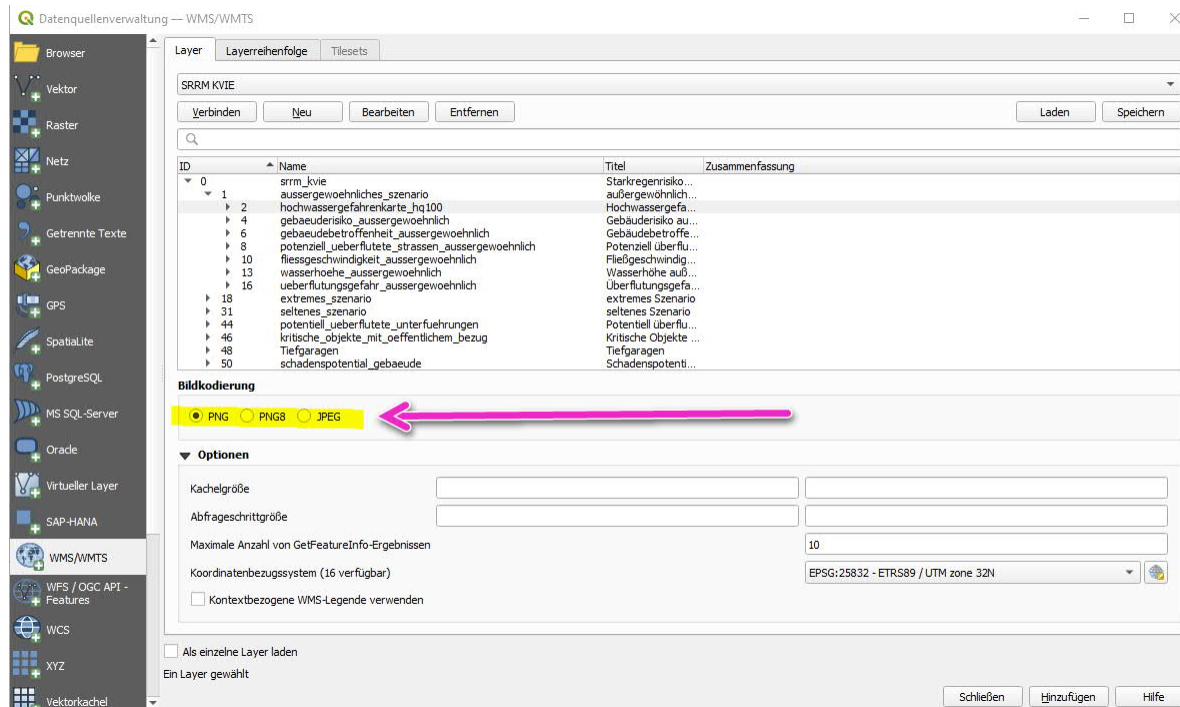 Datenquellenverwaltung — WMS/WMTS
Browser
Vektor
Raster
Netz
Punktwolke
Getrennte Texte
GeoPackage
GPS
SpatiaLite
PostgreSQL
MS SQL-Server
Oracle
Virtueller Layer
SAP-HANA
WMS/WMTS
WFS / OGC API -
Features
WCS
XYZ
Vektorkachel
Layer Layerreihenfolge Tilesets
SRRM KVIE
Verbinden Neu Bearbeiten Entfernen Laden Speichern
ID Name Titel Zusammenfassung
0 srrm_kvie Starkregenrisiko...
1 aussergewoehnliches_szenario außergewöhnlich...
2 hochwassergefahrenkarte_hq100 Hochwassergefa...
4 gebaeuderisiko_aussergewoehnlich Gebäuderisiko au...
6 gebaeudebetroffenheit_aussergewoehnlich Gebäudebetroffe...
8 potenziell_ueberflutete_strassen_aussergewoehnlich Potenziell überflu...
10 fliessgeschwindigkeit_aussergewoehnlich Fließgeschwindig...
13 wasserhoehe_aussergewoehnlich Wasserhöhe auß...
16 ueberflutungsgefahr_aussergewoehnlich Überflutungsgefa...
18 extremes_szenario extremes Szenario
31 seltenes_szenario seltenes Szenario
44 potentiell_ueberflutete_unterfuehrungen Potentiell überflu...
46 kritische_objekte_mit_oeffentlichem_bezug Kritische Objekte ...
48 Tiefgaragen Tiefgaragen
50 schadenspotential_gebaeude Schadenspotenti...
Bildkodierung
PNG PNG8 JPEG
Optionen
Kachelgröße
Abfrageschrittgröße
Maximale Anzahl von GetFeatureInfo-Ergebnissen 10
Koordinatenbezugssystem (16 verfügbar) EPSG:25832 - ETRS89 / UTM zone 32N
Kontextbezogene WMS-Legende verwenden
Als einzelne Layer laden
Ein Layer gewählt
Schließen Hinzufügen Hilfe